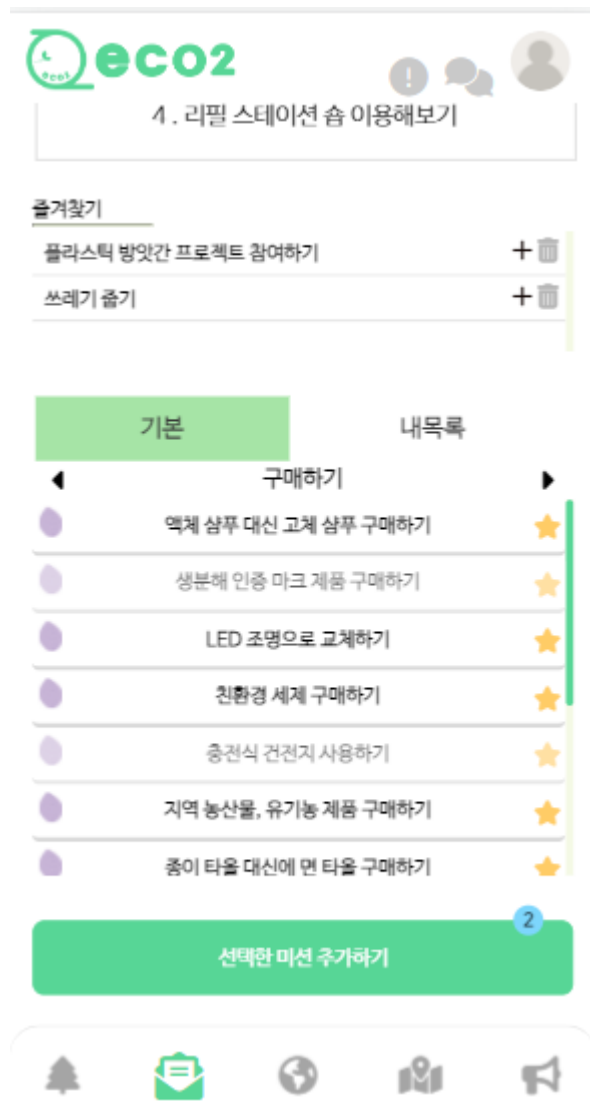 eco2
eco2
4 . 리필 스테이션 숍 이용해보기
즐겨찾기
플라스틱 방앗간 프로젝트 참여하기
쓰레기 줍기
기본
내목록
구매하기
액체 샴푸 대신 고체 샴푸 구매하기
생분해 인증 마크 제품 구매하기
LED 조명으로 교체하기
친환경 세제 구매하기
충전식 건전지 사용하기
지역 농산물, 유기농 제품 구매하기
종이 타올 대신에 면 타올 구매하기
2
선택한 미션 추가하기